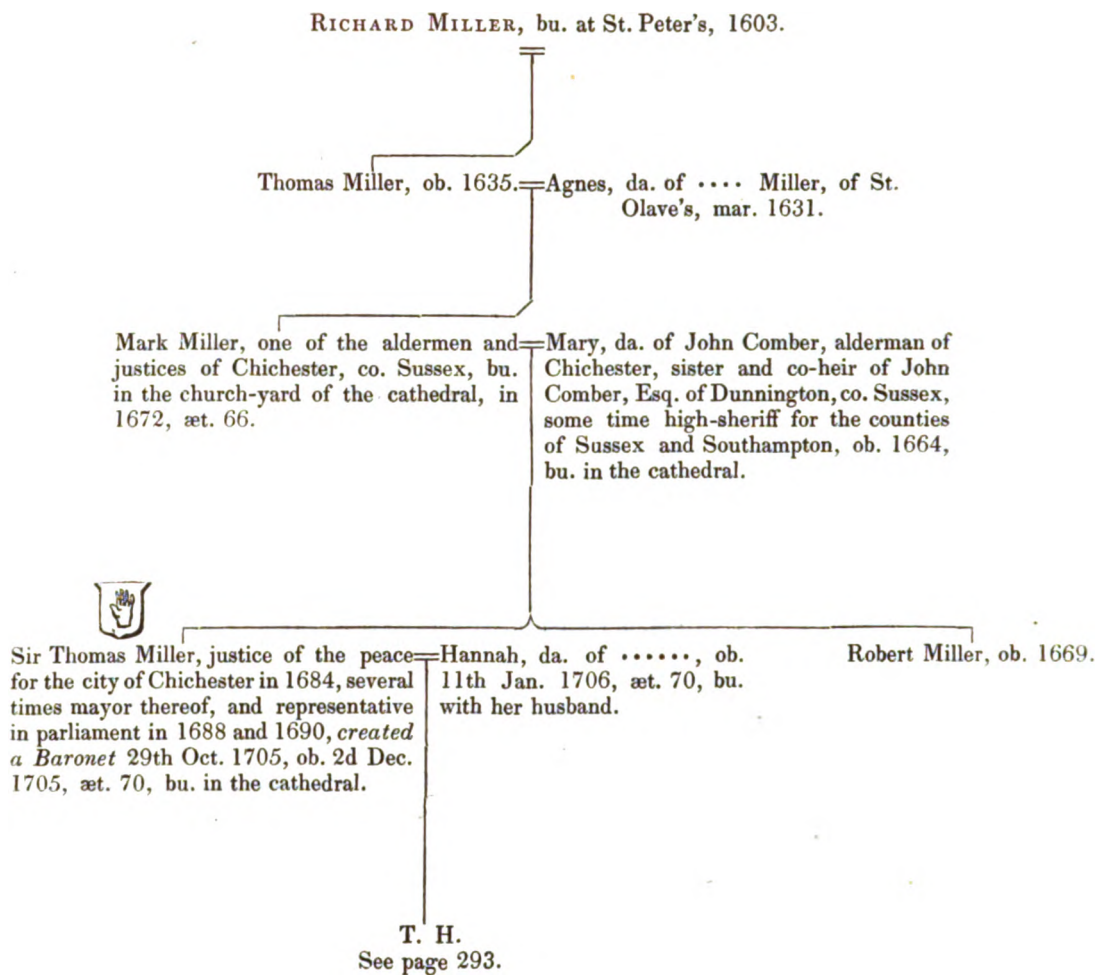 RICHARD MILLER, bu. at St. Peter's, 1603.
Thomas Miller, ob. 1635.═Agnes, da. of ···· Miller, of St.
Olave's, mar. 1631.
Mark Miller, one of the aldermen and
justices of Chichester, co. Sussex, bu.
in the church-yard of the cathedral, in
1672, æt. 66.
Mary, da. of John Comber, alderman of
Chichester, sister and co-heir of John
Comber, Esq. of Dunnington, co. Sussex,
some time high-sheriff for the counties
of Sussex and Southampton, ob. 1664,
bu. in the cathedral.
Sir Thomas Miller, justice of the peace
for the city of Chichester in 1684, several
times mayor thereof, and representative
in parliament in 1688 and 1690, created
a Baronet 29th Oct. 1705, ob. 2d Dec.
1705, æt. 70, bu. in the cathedral.
Hannah, da. of ······, ob.
11th Jan. 1706, æt. 70, bu.
with her husband.
Robert Miller, ob. 1669.
T. H.
See page 293.